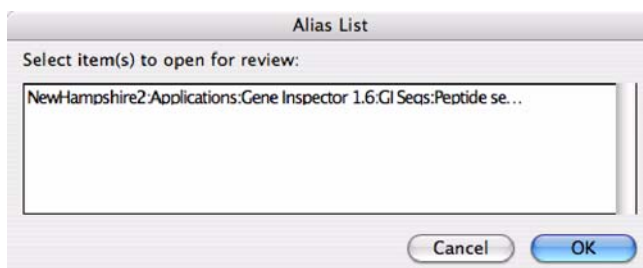 Alias List
Select item(s) to open for review:
NewHampshire2:Applications:Gene Inspector 1.6:GI Seqs:Peptide se...
Cancel
OK